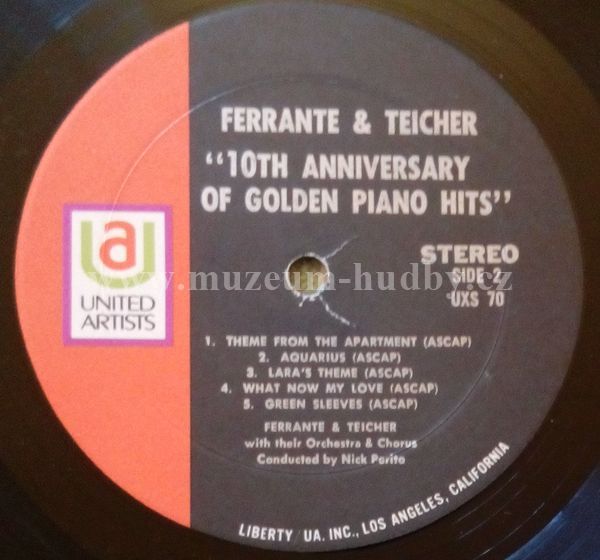 FERRANTE & TEICHER
"10TH ANNIVERSARY
OF GOLDEN PIANO HITS"
STEREO
SIDE 2
UXS 70
www.muzeum-hudby.cz
ua
UNITED
ARTISTS
1. THEME FROM THE APARTMENT (ASCAP)
2. AQUARIUS (ASCAP)
3. LARA'S THEME (ASCAP)
4. WHAT NOW MY LOVE (ASCAP)
5. GREEN SLEEVES (ASCAP)
FERRANTE & TEICHER
with their Orchestra & Chorus
Conducted by Nick Perito
LIBERTY/UA, INC., LOS ANGELES, CALIFORNIA